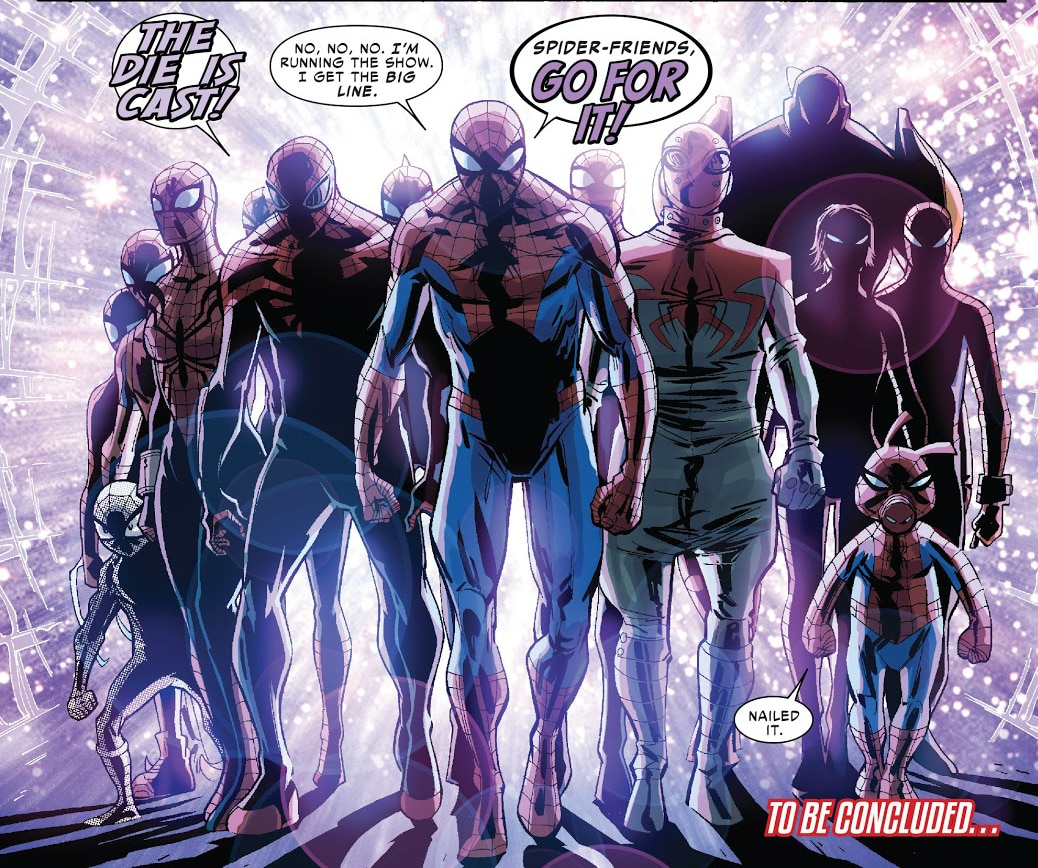 THE
DIE IS
CAST!
NO, NO, NO. I'M
RUNNING THE SHOW.
I GET THE BIG
LINE.
SPIDER-FRIENDS,
GO FOR
IT!
NAILED
IT.
TO BE CONCLUDED...